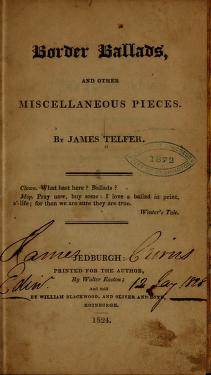 Border Ballads,
AND OTHER
MISCELLANEOUS PIECES.
By JAMES TELFER.
1872
Clown. What hast here? Ballads?
Mop. Pray now, buy some: I love a ballad in print,
a'-life; for then we are sure they are true.
Winter's Tale.
JEDBURGH:
PRINTED FOR THE AUTHOR,
By Walter Easton;
And Sold
BY WILLIAM BLACKWOOD, AND OLIVER AND BOYD,
EDINBURGH.
1824.
Edinr. 12